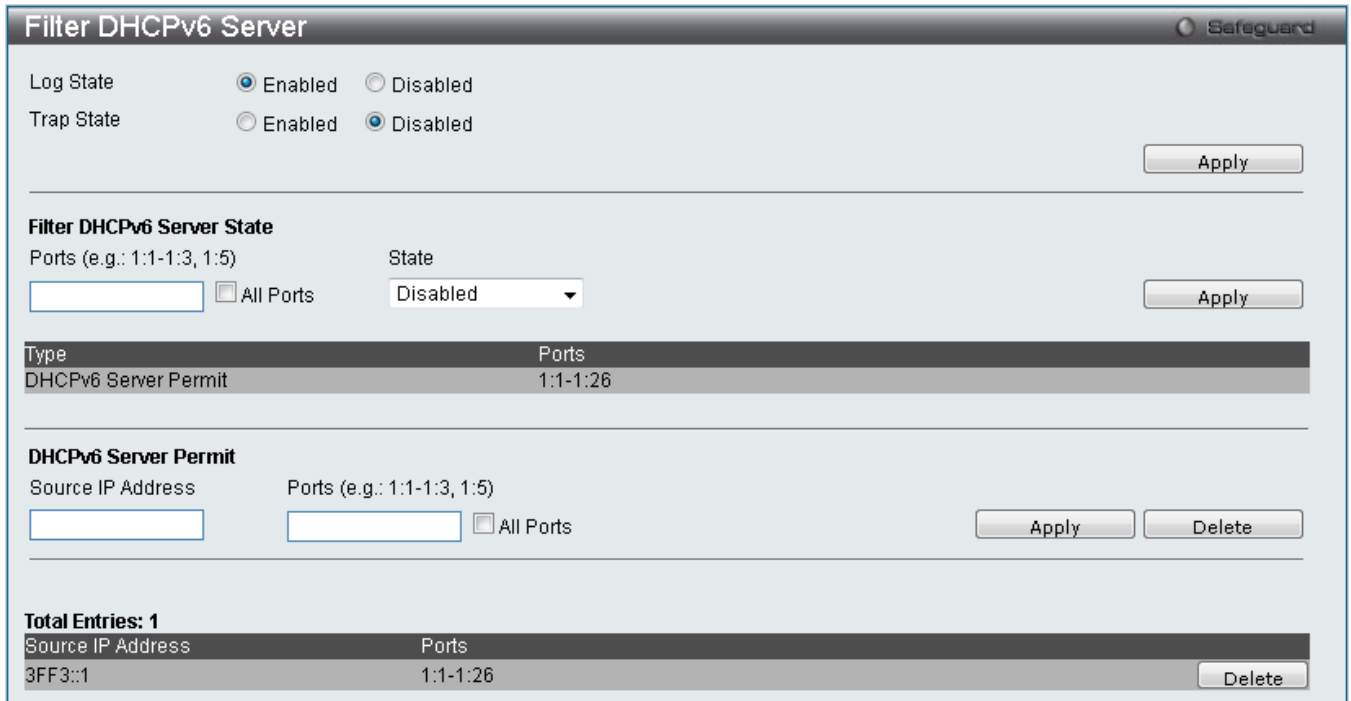 Filter DHCPv6 Server Safeguard
Log State Enabled Disabled
Trap State Enabled Disabled
Apply
Filter DHCPv6 Server State
Ports (e.g.: 1:1-1:3, 1:5) State
All Ports Disabled Apply
Type Ports
DHCPv6 Server Permit 1:1-1:26
DHCPv6 Server Permit
Source IP Address Ports (e.g.: 1:1-1:3, 1:5)
All Ports Apply Delete
Total Entries: 1
Source IP Address Ports
3FF3::1 1:1-1:26 Delete